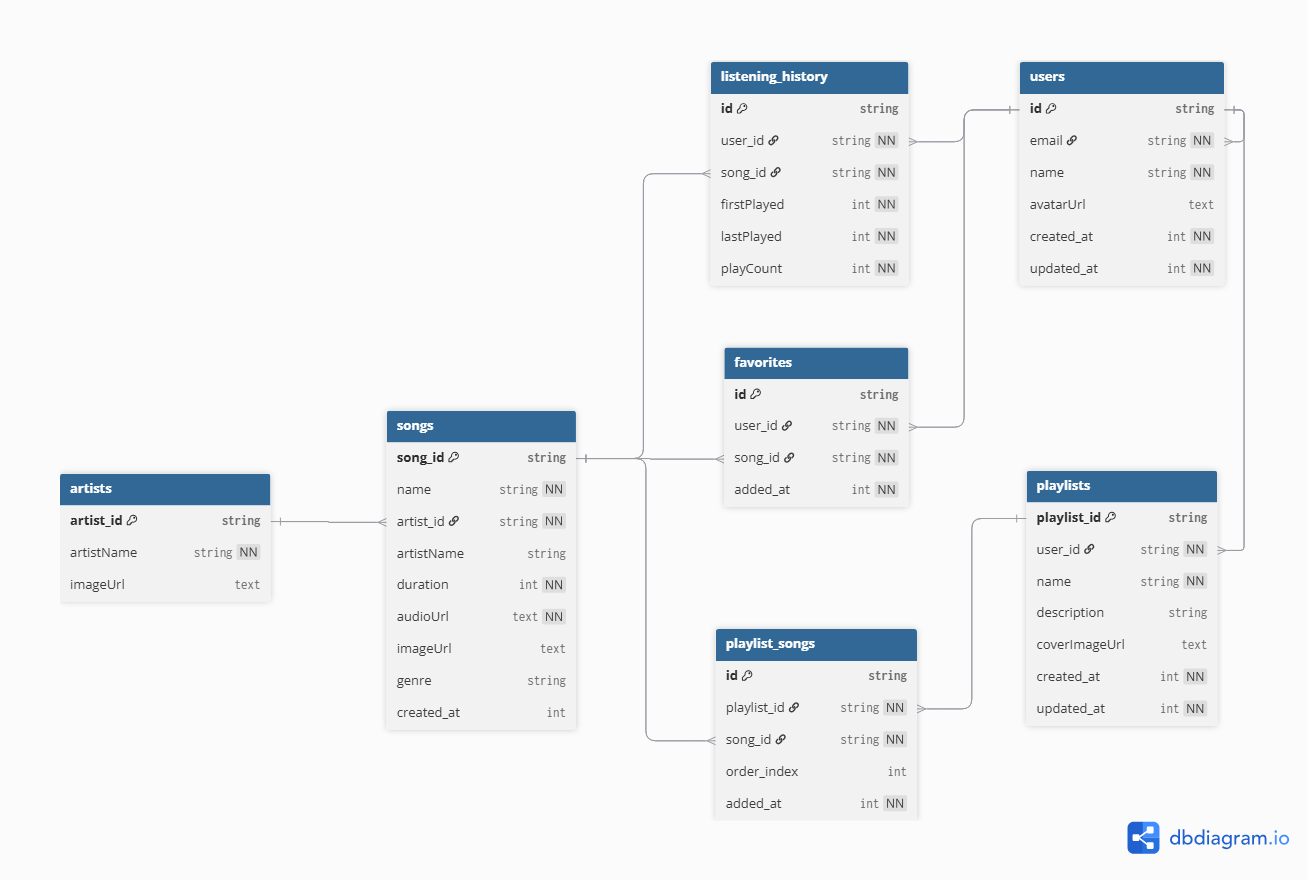 listening_history
id string
user_id string NN
song_id string NN
firstPlayed int NN
lastPlayed int NN
playCount int NN
users
id string
email string NN
name string NN
avatarUrl text
created_at int NN
updated_at int NN
favorites
id string
user_id string NN
song_id string NN
added_at int NN
songs
song_id string
name string NN
artist_id string NN
artistName string
duration int NN
audioUrl text NN
imageUrl text
genre string
created_at int
artists
artist_id string
artistName string NN
imageUrl text
playlists
playlist_id string
user_id string NN
name string NN
description string
coverImageUrl text
created_at int NN
updated_at int NN
playlist_songs
id string
playlist_id string NN
song_id string NN
order_index int
added_at int NN
dbdiagram.io